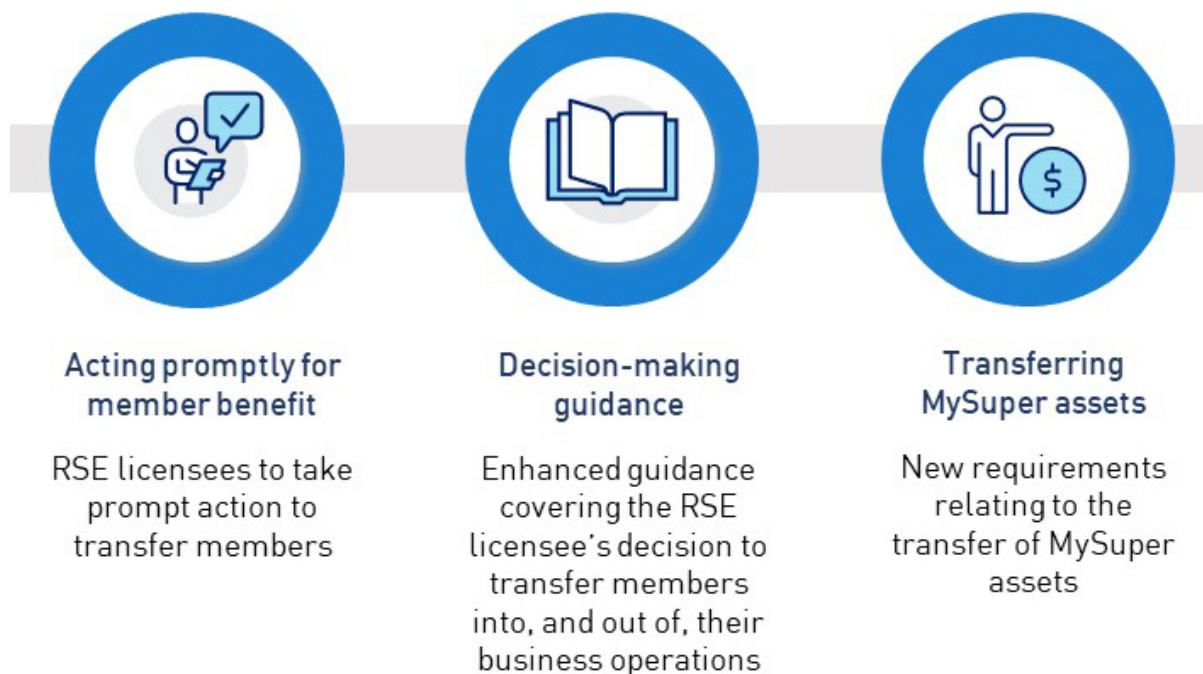 $
Acting promptly for
member benefit
RSE licensees to take
prompt action to
transfer members
Decision-making
guidance
Enhanced guidance
covering the RSE
licensee's decision to
transfer members
into, and out of, their
business operations
Transferring
MySuper assets
New requirements
relating to the
transfer of MySuper
assets